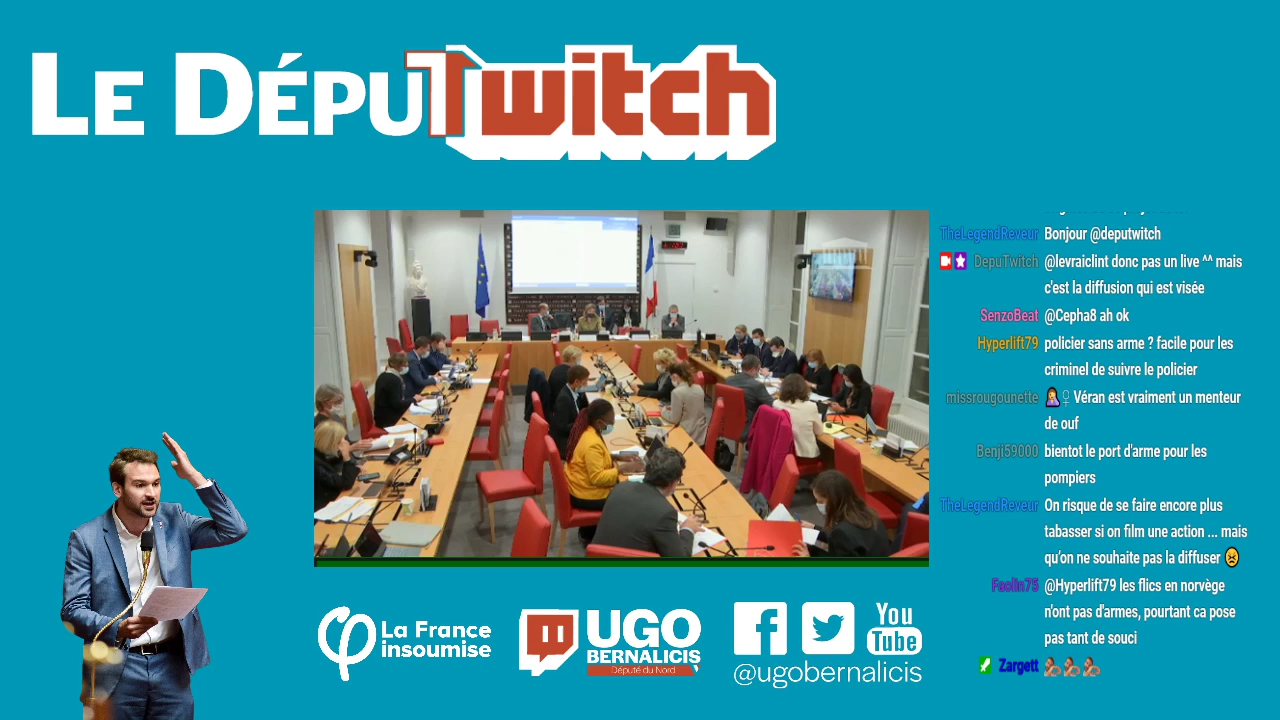 LE DÉPUTwitch
TheLegendReveur Bonjour @deputwitch
DepuTwitch @levraiclint donc pas un live ^^ mais
c'est la diffusion qui est visée
SenzoBeat @Cepha8 ah ok
Hyperlift79 policier sans arme ? facile pour les
criminel de suivre le policier
missrougounette 🤦‍♀ Véran est vraiment un menteur
de ouf
Benji59000 bientot le port d'arme pour les
pompiers
TheLegendReveur On risque de se faire encore plus
tabasser si on film une action ... mais
qu'on ne souhaite pas la diffuser 😣
Faolin75 @Hyperlift79 les flics en norvège
n'ont pas d'armes, pourtant ca pose
pas tant de souci
Zargett 💪🏽💪🏽💪🏽
La France
insoumise
UGO
BERNALICIS
Député du Nord
You
Tube
@ugobernalicis